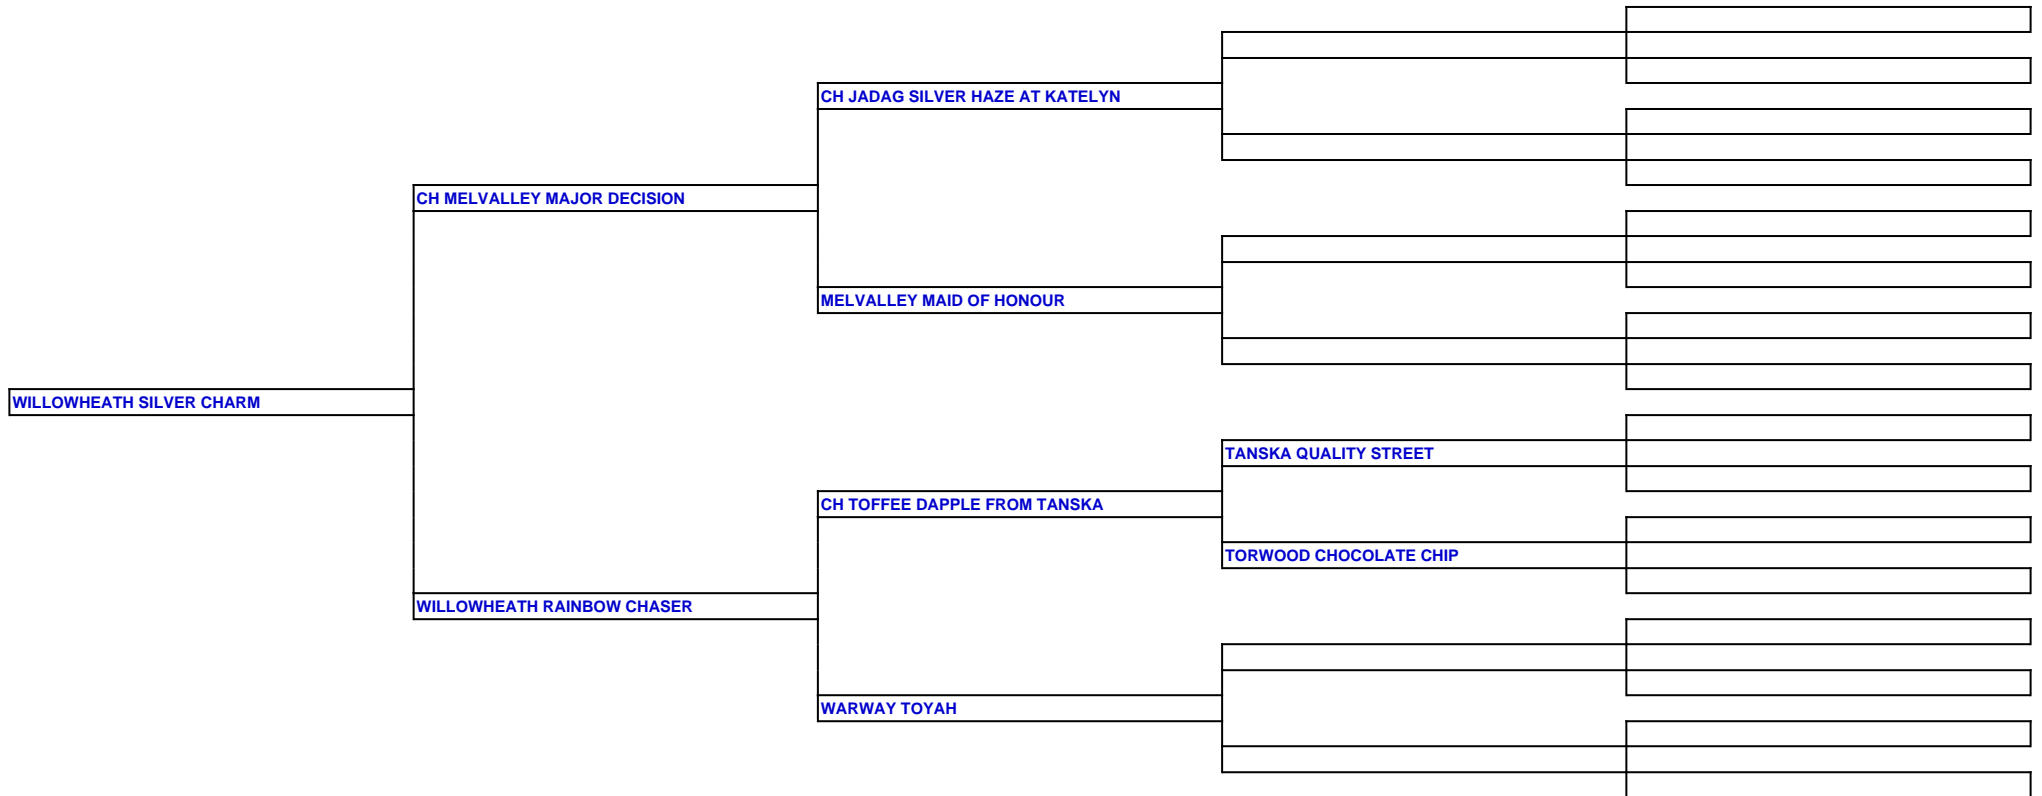 CH JADAG SILVER HAZE AT KATELYN
CH MELVALLEY MAJOR DECISION
MELVALLEY MAID OF HONOUR
WILLOWHEATH SILVER CHARM
TANSKA QUALITY STREET
CH TOFFEE DAPPLE FROM TANSKA
TORWOOD CHOCOLATE CHIP
WILLOWHEATH RAINBOW CHASER
WARWAY TOYAH